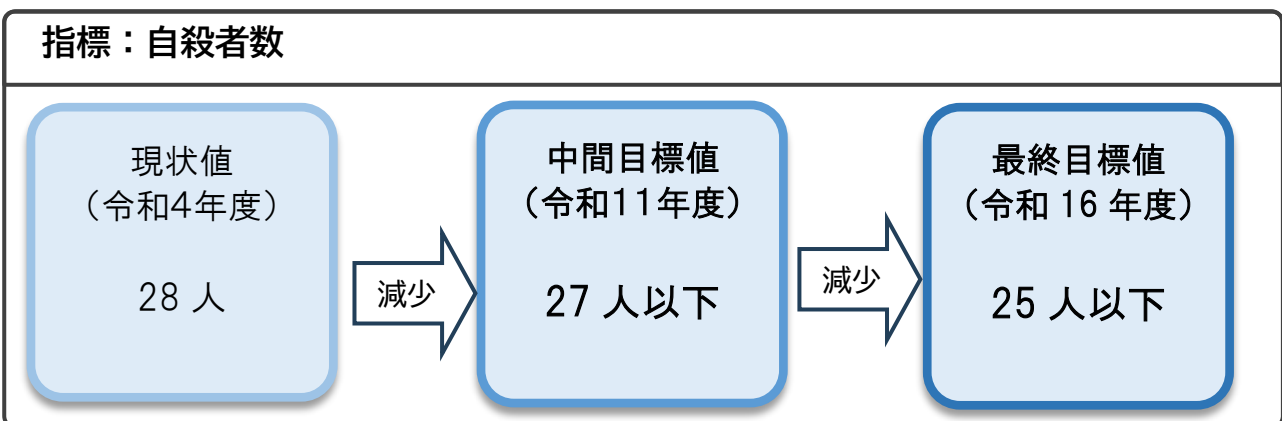 指標：自殺者数
現状値
（令和4年度）
28 人
減少
中間目標値
（令和11年度）
27 人以下
減少
最終目標値
（令和 16 年度）
25 人以下